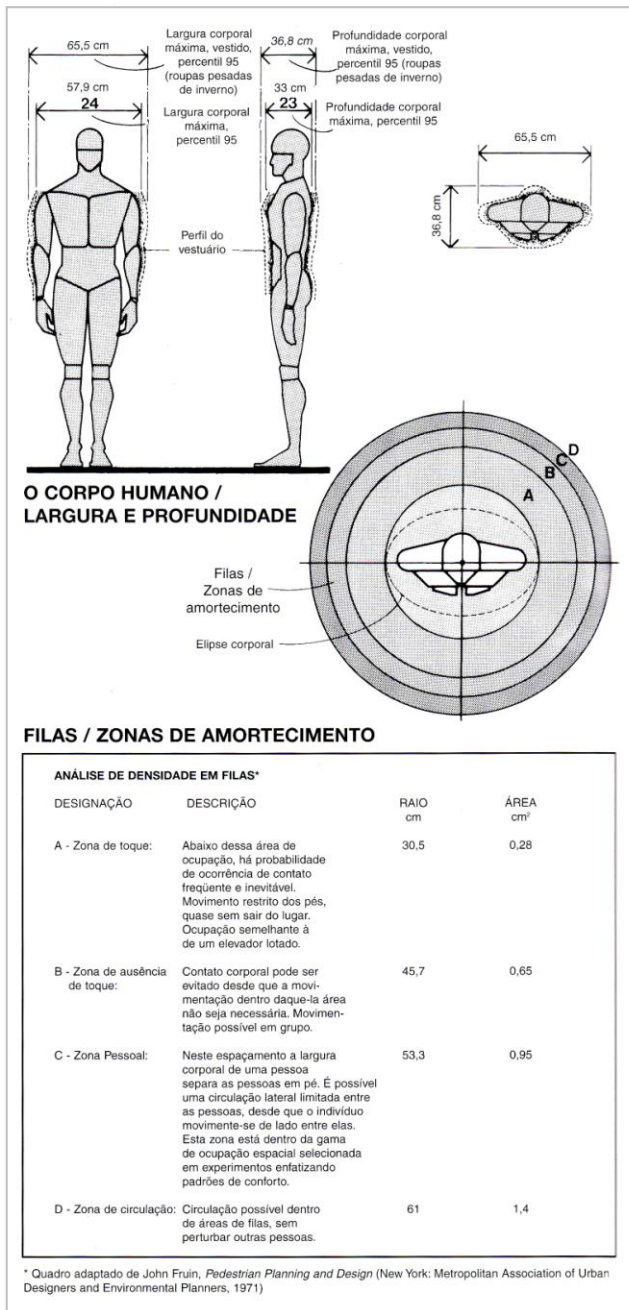 65,5 cm
Largura corporal
máxima, vestido,
percentil 95
(roupas pesadas
de inverno)
36,8 cm
Profundidade corporal
máxima, vestido,
percentil 95 (roupas
pesadas de inverno)
57,9 cm
24
Largura corporal
máxima,
percentil 95
33 cm
23
Profundidade corporal
máxima, percentil 95
65,5 cm
36,8 cm
Perfil do
vestuário
O CORPO HUMANO /
LARGURA E PROFUNDIDADE
A
B
C
D
Filas /
Zonas de
amortecimento
Elipse corporal
FILAS / ZONAS DE AMORTECIMENTO
ANÁLISE DE DENSIDADE EM FILAS*
DESIGNAÇÃO DESCRIÇÃO RAIO ÁREA
cm cm²
A - Zona de toque: Abaixo dessa área de 30,5 0,28
ocupação, há probabilidade
de ocorrência de contato
freqüente e inevitável.
Movimento restrito dos pés,
quase sem sair do lugar.
Ocupação semelhante à
de um elevador lotado.
B - Zona de ausência Contato corporal pode ser 45,7 0,65
de toque: evitado desde que a movi-
mentação dentro daque-la área
não seja necessária. Movimen-
tação possível em grupo.
C - Zona Pessoal: Neste espaçamento a largura 53,3 0,95
corporal de uma pessoa
separa as pessoas em pé. É possível
uma circulação lateral limitada entre
as pessoas, desde que o indivíduo
movimente-se de lado entre elas.
Esta zona está dentro da gama
de ocupação espacial selecionada
em experimentos enfatizando
padrões de conforto.
D - Zona de circulação: Circulação possível dentro 61 1,4
de áreas de filas, sem
perturbar outras pessoas.
* Quadro adaptado de John Fruin, Pedestrian Planning and Design (New York: Metropolitan Association of Urban
Designers and Environmental Planners, 1971)